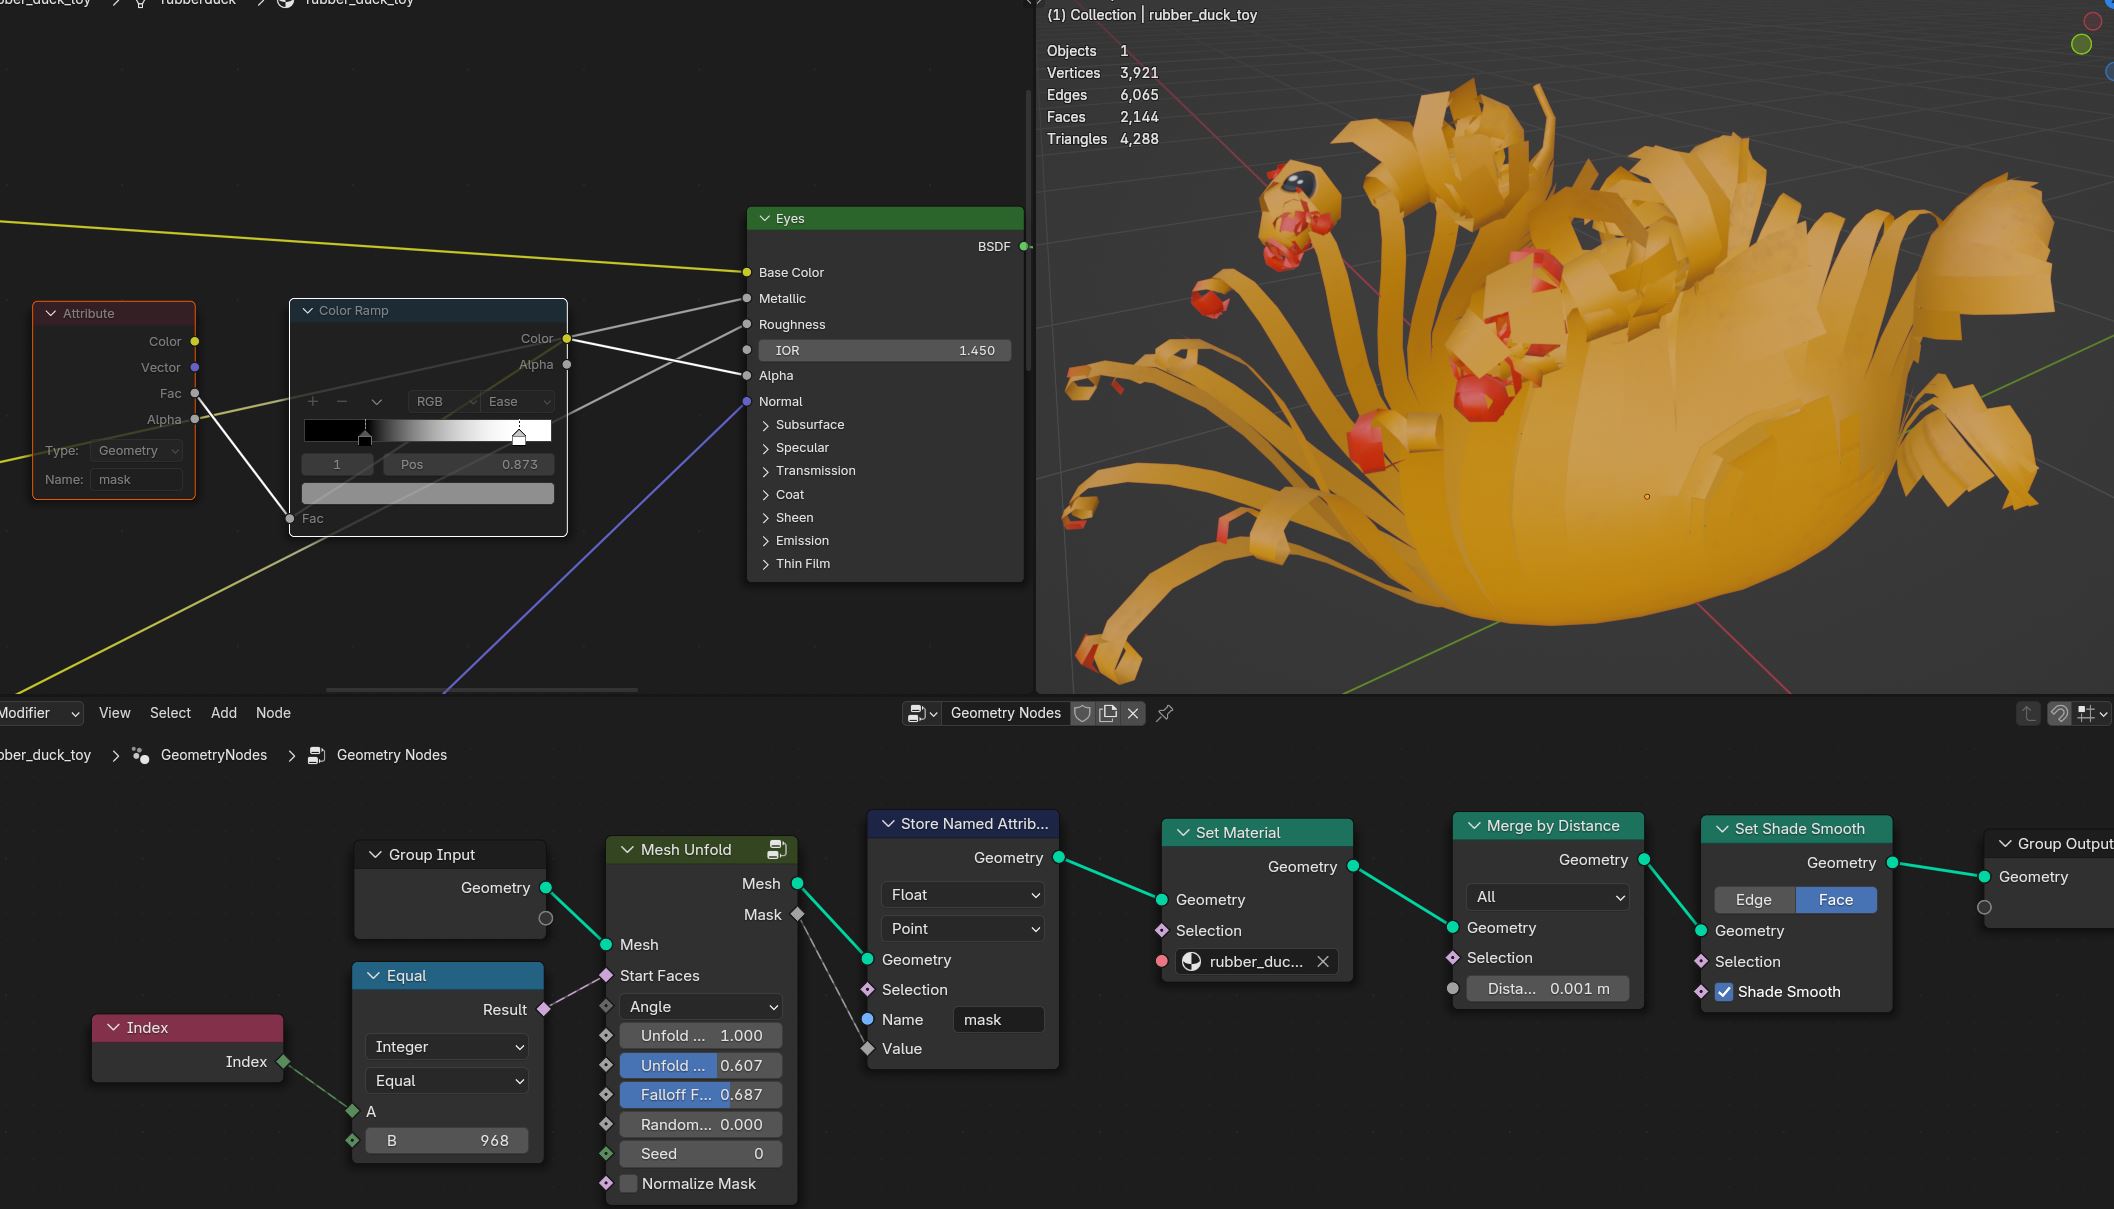 rubberduck
rubber_duck_toy
(1) Collection | rubber_duck_toy
Objects 1
Vertices 3,921
Edges 6,065
Faces 2,144
Triangles 4,288
Eyes
BSDF
Base Color
Metallic
Roughness
IOR 1.450
Alpha
Normal
Subsurface
Specular
Transmission
Coat
Sheen
Emission
Thin Film
Attribute
Color
Vector
Fac
Alpha
Type: Geometry
Name: mask
Color Ramp
Color
Alpha
RGB Ease
1 Pos 0.873
Fac
Modifier View Select Add Node
Geometry Nodes
bber_duck_toy > GeometryNodes > Geometry Nodes
Index
Index
Group Input
Geometry
Equal
Result
Integer
Equal
A
B 968
Mesh Unfold
Mesh
Mask
Mesh
Start Faces
Angle
Unfold ... 1.000
Unfold ... 0.607
Falloff F... 0.687
Random... 0.000
Seed 0
Normalize Mask
Store Named Attrib...
Geometry
Float
Point
Geometry
Selection
Name mask
Value
Set Material
Geometry
Geometry
Selection
rubber_duc...
Merge by Distance
Geometry
All
Geometry
Selection
Dista... 0.001 m
Set Shade Smooth
Geometry
Edge Face
Geometry
Selection
Shade Smooth
Group Output
Geometry